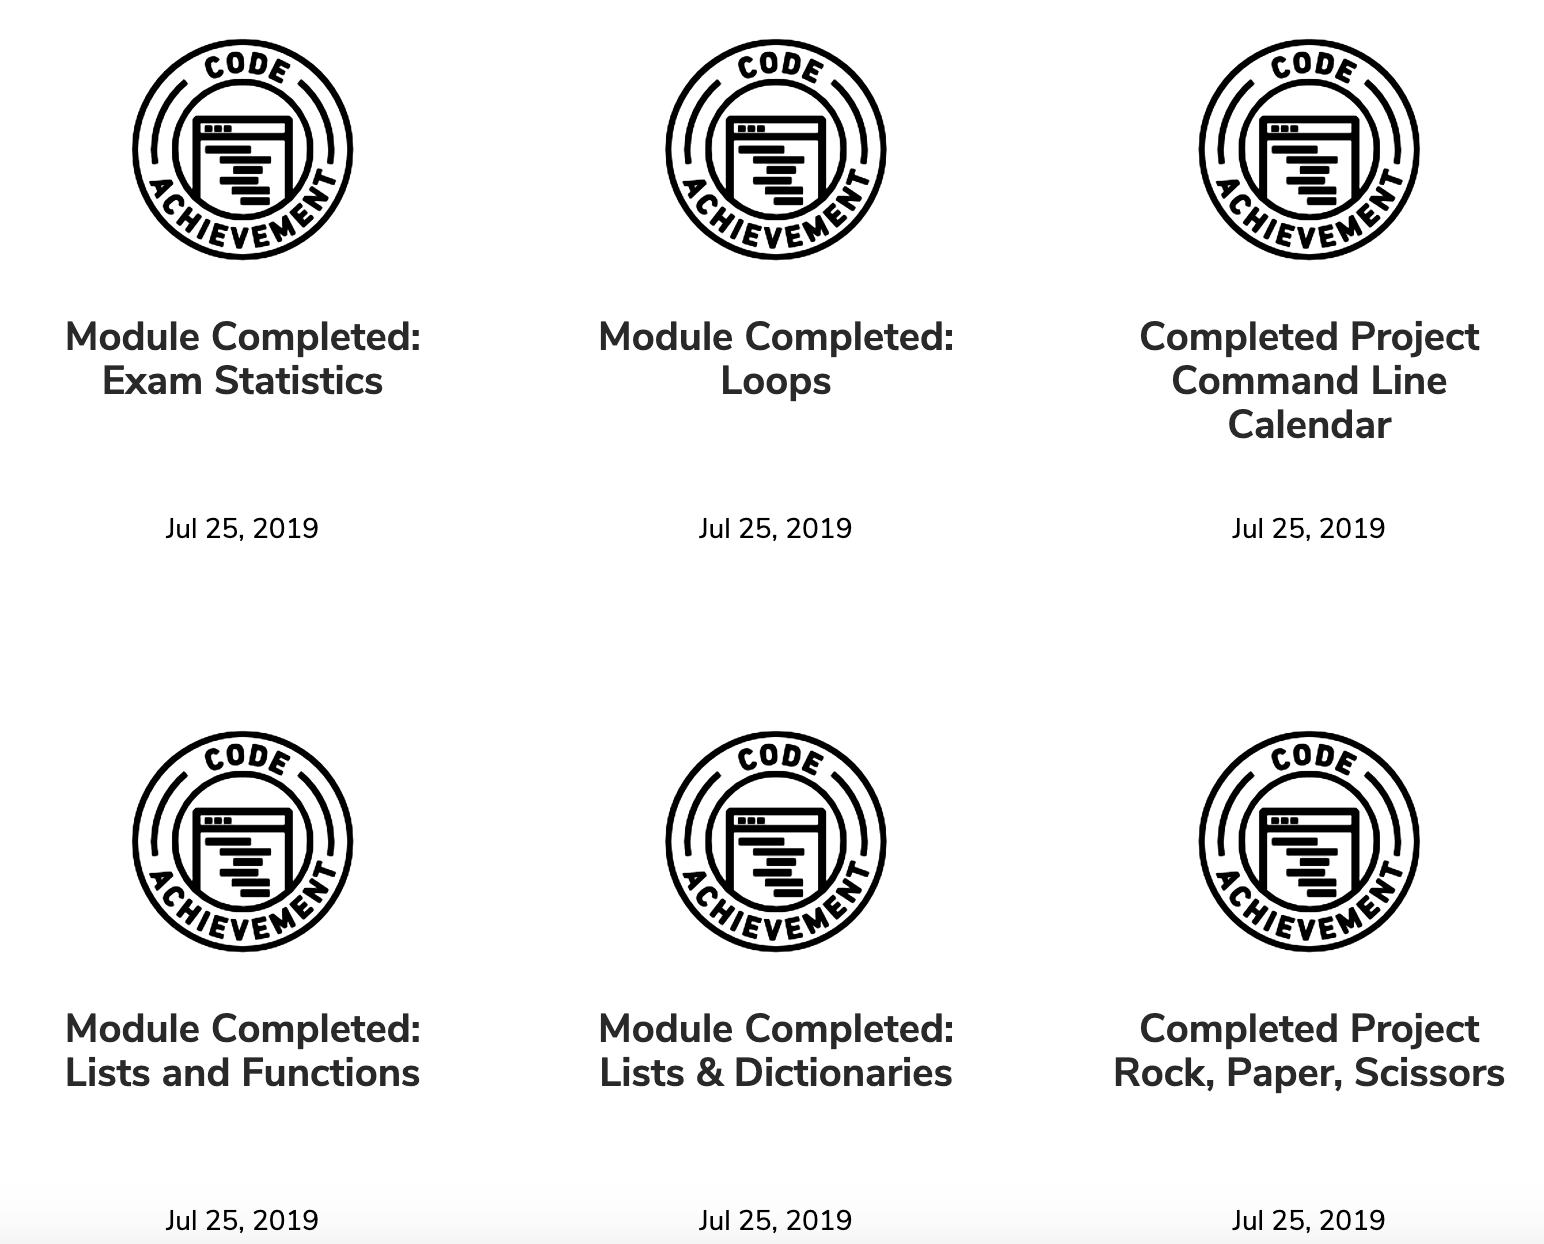 CODE
ACHIEVEMENT
CODE
ACHIEVEMENT
CODE
ACHIEVEMENT
Module Completed:
Exam Statistics
Module Completed:
Loops
Completed Project
Command Line
Calendar
Jul 25, 2019
Jul 25, 2019
Jul 25, 2019
CODE
ACHIEVEMENT
CODE
ACHIEVEMENT
CODE
ACHIEVEMENT
Module Completed:
Lists and Functions
Module Completed:
Lists & Dictionaries
Completed Project
Rock, Paper, Scissors
Jul 25, 2019
Jul 25, 2019
Jul 25, 2019